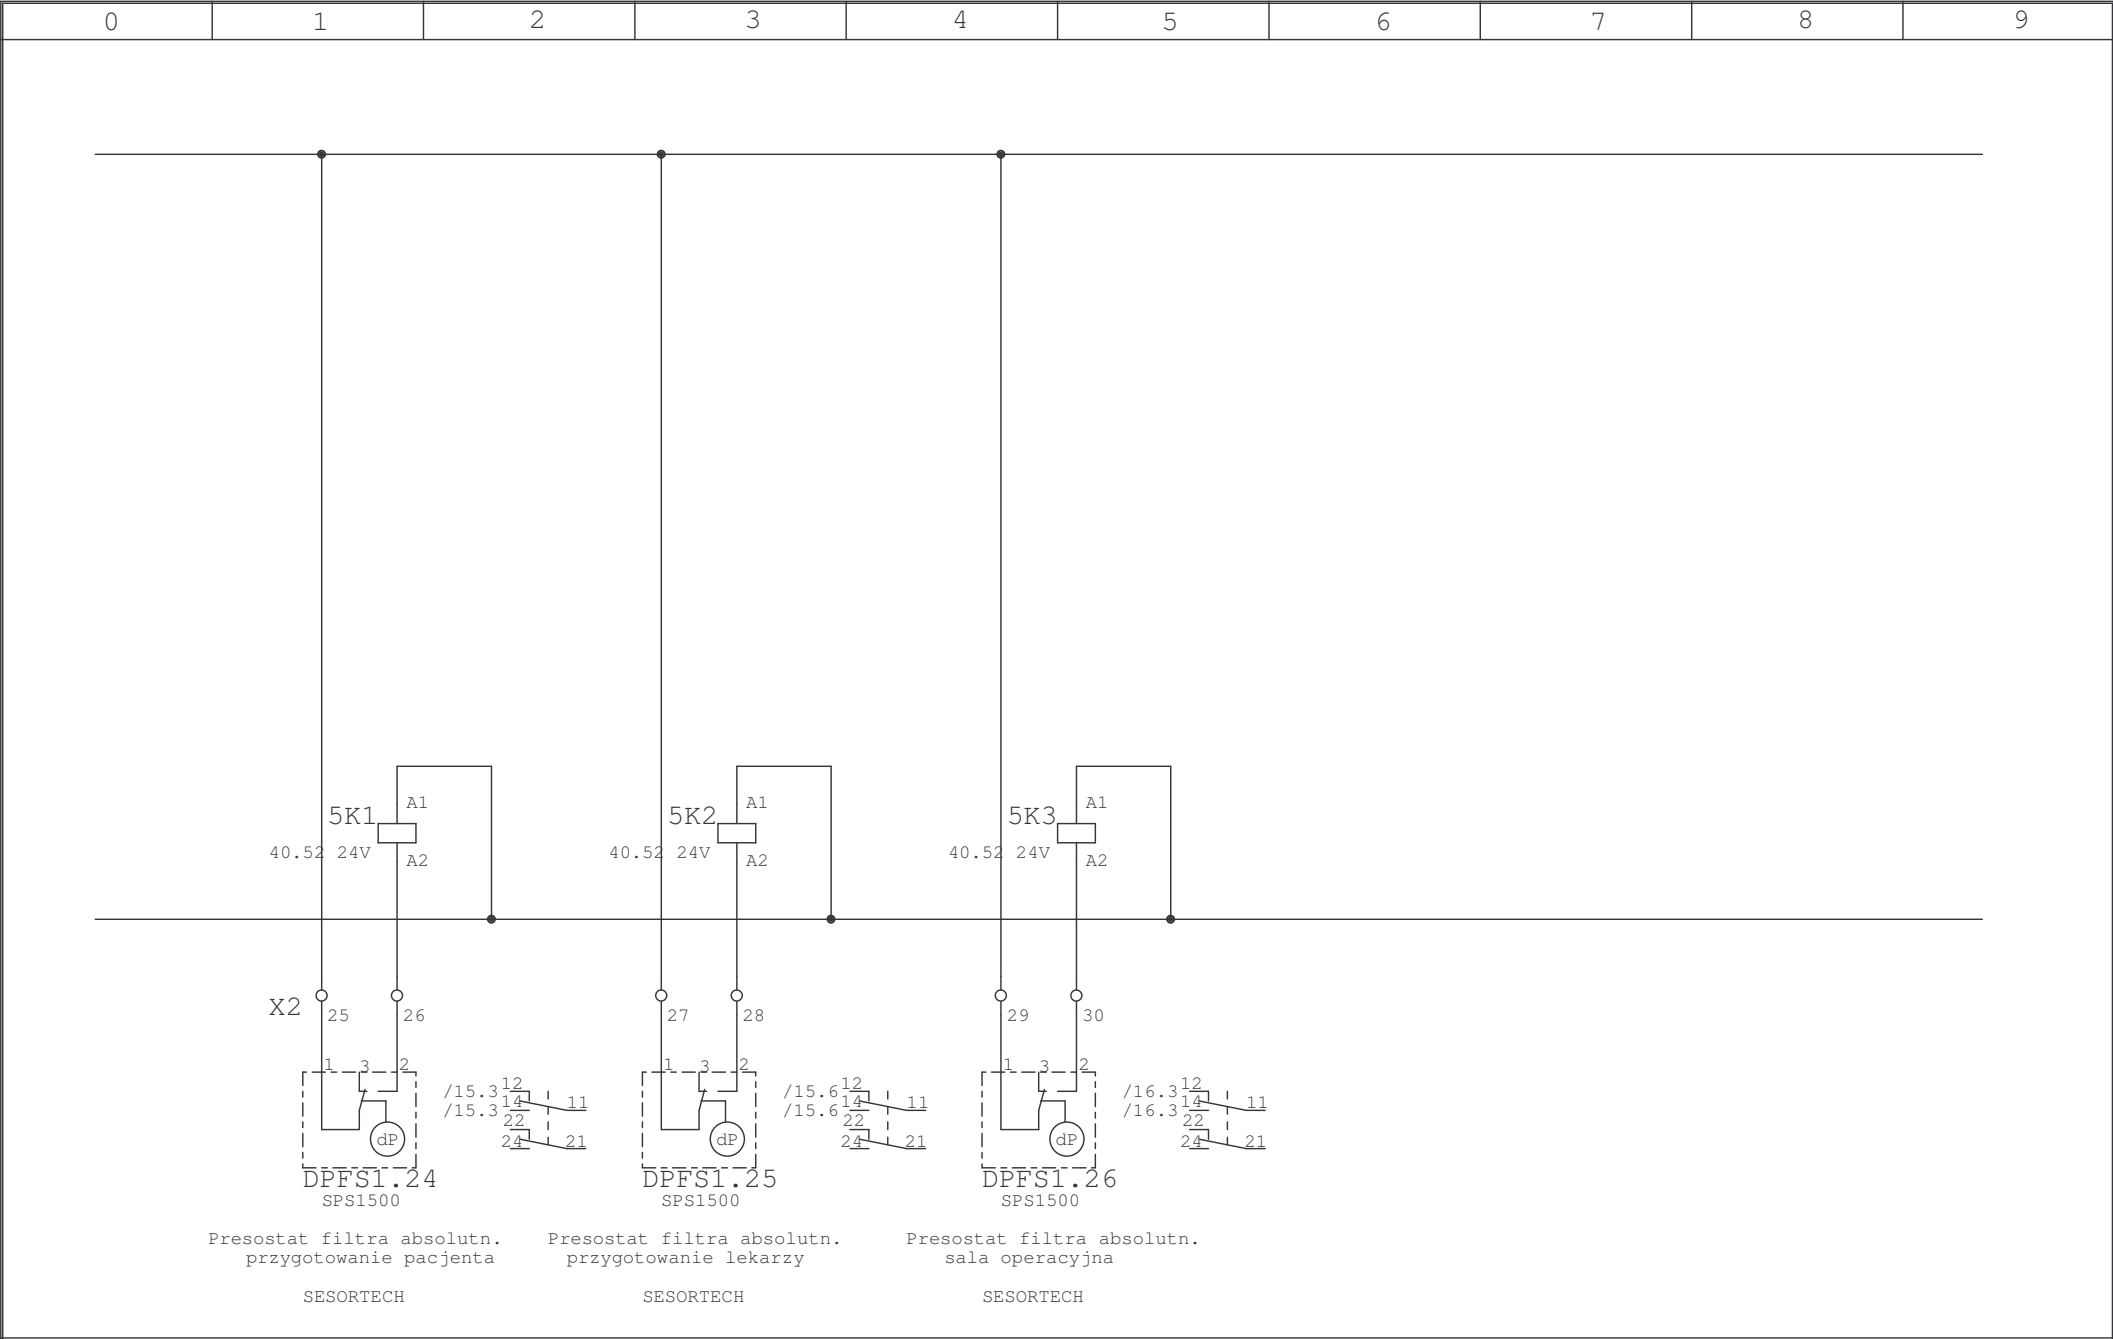 0 1 2 3 4 5 6 7 8 9
A1 A1 A1
5K1 5K2 5K3
40.52 24V 40.52 24V 40.52 24V
A2 A2 A2
X2 25 26 27 28 29 30
1 3 2 1 3 2 1 3 2
/15.3 12 /15.6 12 /16.3 12
/15.3 14 11 /15.6 14 11 /16.3 14 11
22 22 22
dP 24 21 dP 24 21 dP 24 21
DPFS1.24 DPFS1.25 DPFS1.26
SPS1500 SPS1500 SPS1500
Presostat filtra absolutn. Presostat filtra absolutn. Presostat filtra absolutn.
przygotowanie pacjenta przygotowanie lekarzy sala operacyjna
SESORTECH SESORTECH SESORTECH